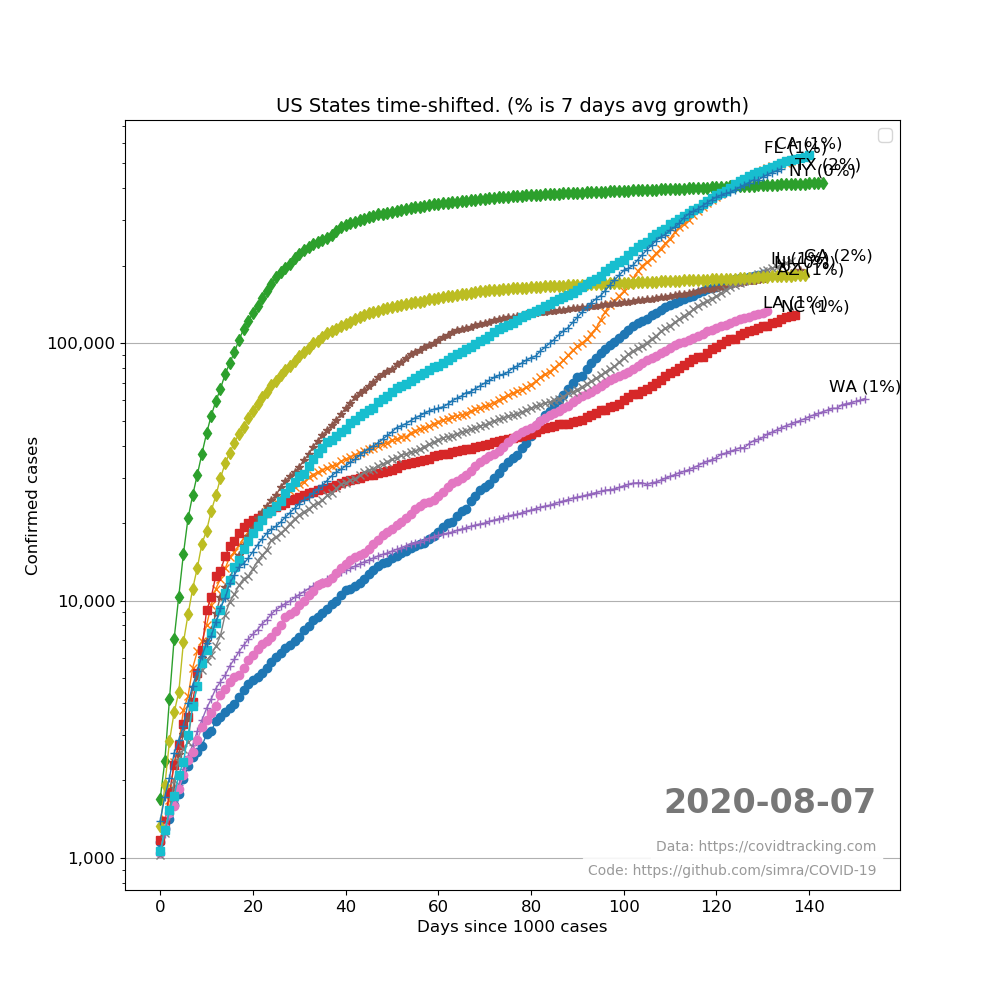 US States time-shifted. (% is 7 days avg growth)
CA (1%)
FL (1%)
TX (2%)
NY (0%)
GA (2%)
AZ (1%)
LA (1%)
NC (1%)
WA (1%)
Confirmed cases
100,000
10,000
1,000
2020-08-07
Data: https://covidtracking.com
Code: https://github.com/simra/COVID-19
0 20 40 60 80 100 120 140
Days since 1000 cases